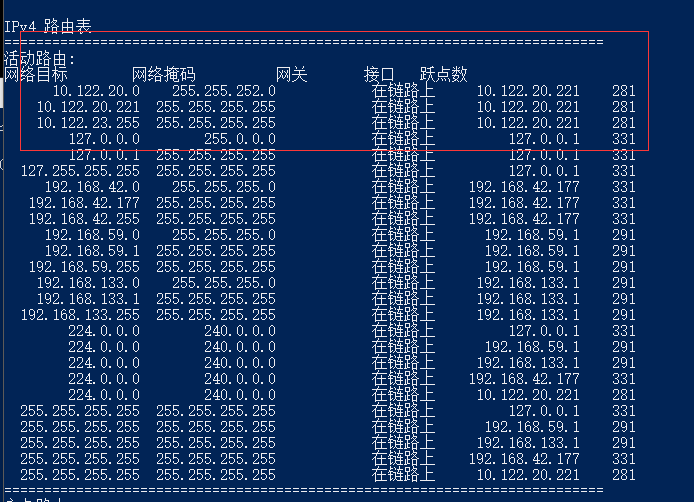 IPv4 路由表
===========================================================================
活动路由:
网络目标 网络掩码 网关 接口 跃点数
10.122.20.0 255.255.252.0 在链路上 10.122.20.221 281
10.122.20.221 255.255.255.255 在链路上 10.122.20.221 281
10.122.23.255 255.255.255.255 在链路上 10.122.20.221 281
127.0.0.0 255.0.0.0 在链路上 127.0.0.1 331
127.0.0.1 255.255.255.255 在链路上 127.0.0.1 331
127.255.255.255 255.255.255.255 在链路上 127.0.0.1 331
192.168.42.0 255.255.255.0 在链路上 192.168.42.177 331
192.168.42.177 255.255.255.255 在链路上 192.168.42.177 331
192.168.42.255 255.255.255.255 在链路上 192.168.42.177 331
192.168.59.0 255.255.255.0 在链路上 192.168.59.1 291
192.168.59.1 255.255.255.255 在链路上 192.168.59.1 291
192.168.59.255 255.255.255.255 在链路上 192.168.59.1 291
192.168.133.0 255.255.255.0 在链路上 192.168.133.1 291
192.168.133.1 255.255.255.255 在链路上 192.168.133.1 291
192.168.133.255 255.255.255.255 在链路上 192.168.133.1 291
224.0.0.0 240.0.0.0 在链路上 127.0.0.1 331
224.0.0.0 240.0.0.0 在链路上 192.168.59.1 291
224.0.0.0 240.0.0.0 在链路上 192.168.133.1 291
224.0.0.0 240.0.0.0 在链路上 192.168.42.177 331
224.0.0.0 240.0.0.0 在链路上 10.122.20.221 281
255.255.255.255 255.255.255.255 在链路上 127.0.0.1 331
255.255.255.255 255.255.255.255 在链路上 192.168.59.1 291
255.255.255.255 255.255.255.255 在链路上 192.168.133.1 291
255.255.255.255 255.255.255.255 在链路上 192.168.42.177 331
255.255.255.255 255.255.255.255 在链路上 10.122.20.221 281
===========================================================================